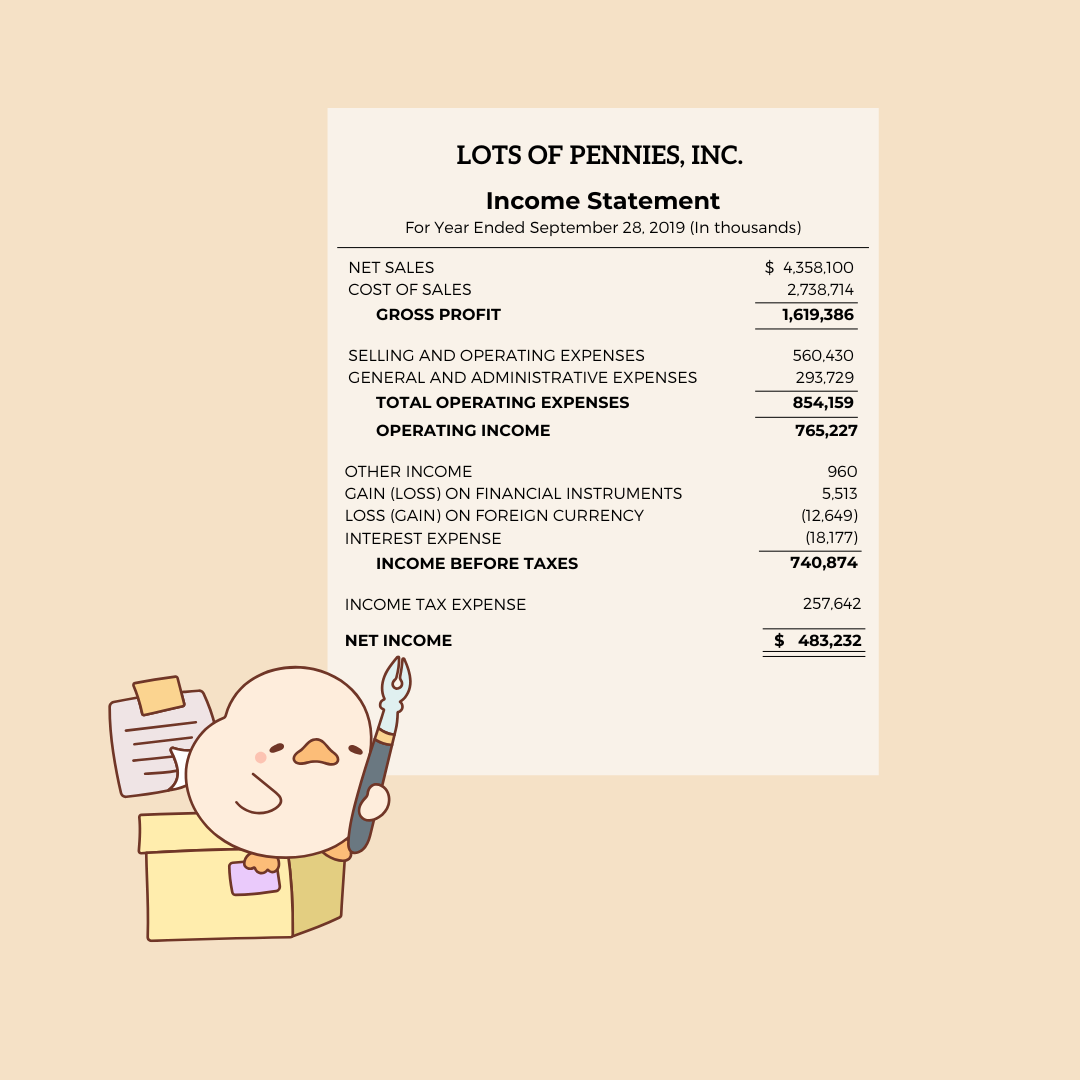 LOTS OF PENNIES, INC.
Income Statement
For Year Ended September 28, 2019 (In thousands)
NET SALES $ 4,358,100
COST OF SALES 2,738,714
GROSS PROFIT 1,619,386
SELLING AND OPERATING EXPENSES 560,430
GENERAL AND ADMINISTRATIVE EXPENSES 293,729
TOTAL OPERATING EXPENSES 854,159
OPERATING INCOME 765,227
OTHER INCOME 960
GAIN (LOSS) ON FINANCIAL INSTRUMENTS 5,513
LOSS (GAIN) ON FOREIGN CURRENCY (12,649)
INTEREST EXPENSE (18,177)
INCOME BEFORE TAXES 740,874
INCOME TAX EXPENSE 257,642
NET INCOME $ 483,232